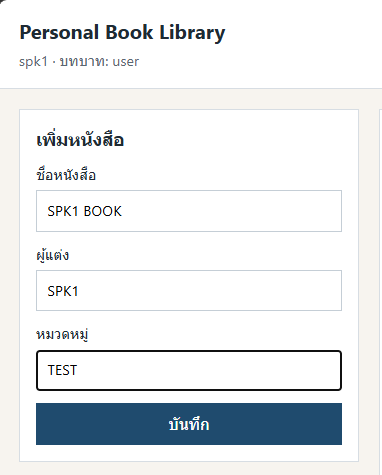 Personal Book Library
spk1 · บทบาท: user
เพิ่มหนังสือ
ชื่อหนังสือ
SPK1 BOOK
ผู้แต่ง
SPK1
หมวดหมู่
TEST
บันทึก